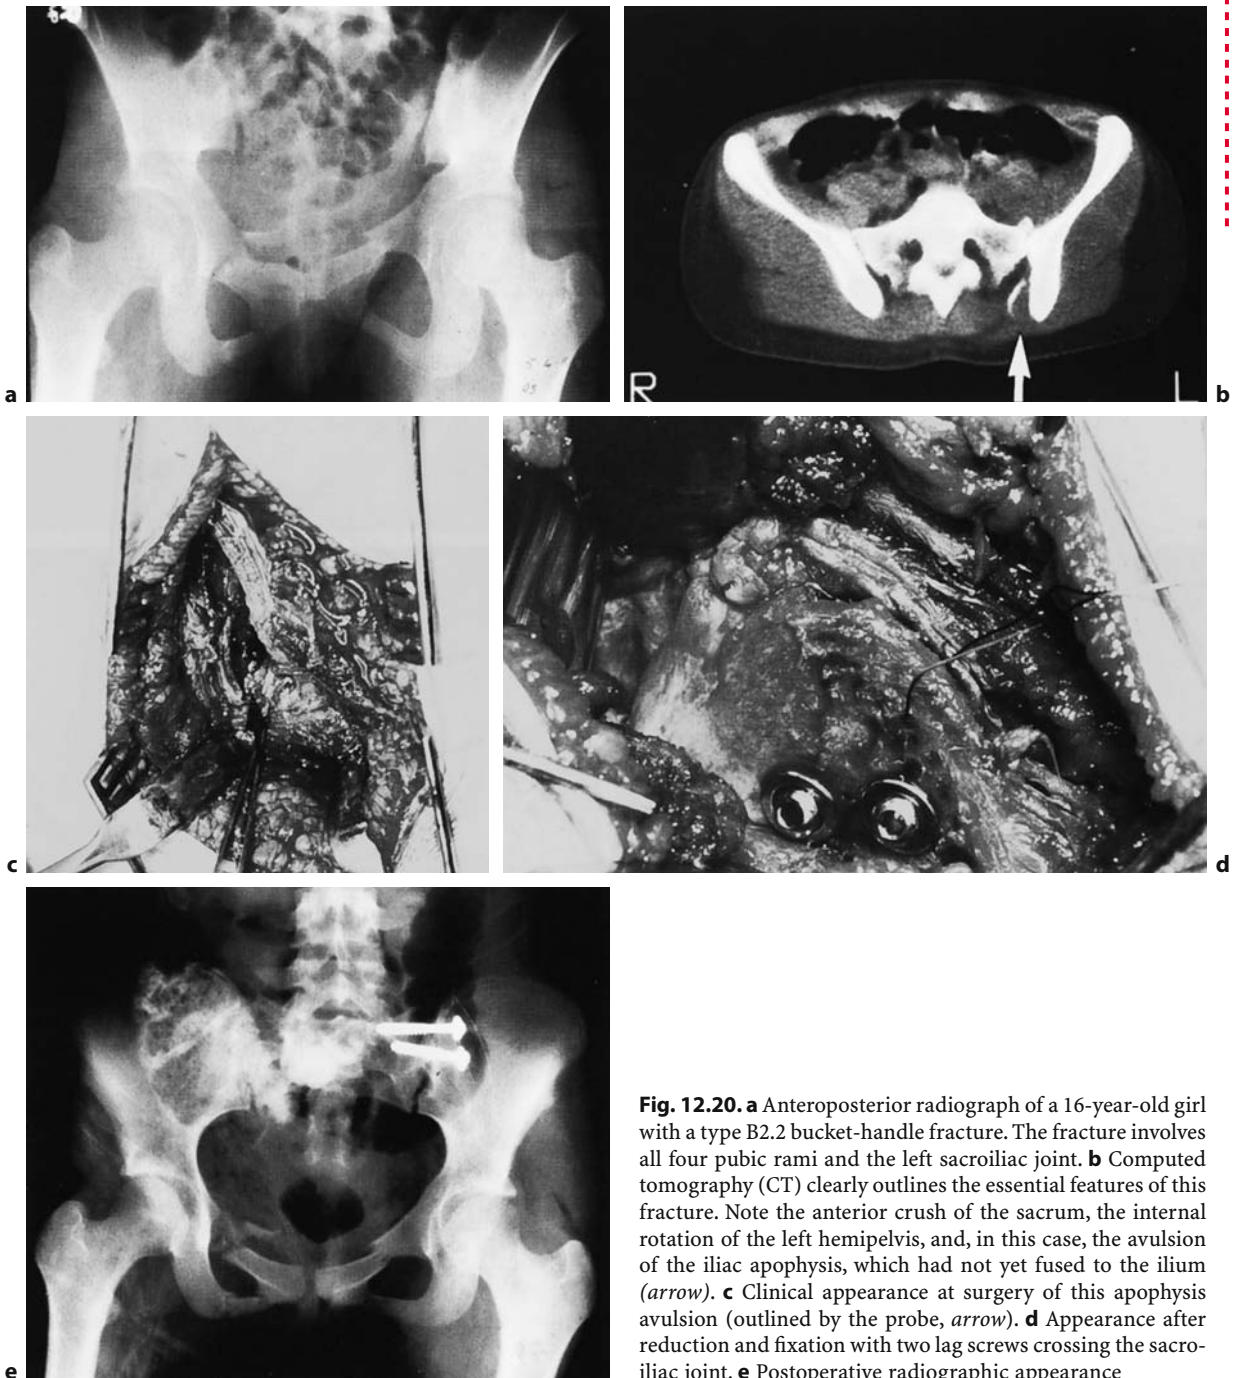 a
R
L
b
c
d
e
Fig. 12.20. a Anteroposterior radiograph of a 16-year-old girl
with a type B2.2 bucket-handle fracture. The fracture involves
all four pubic rami and the left sacroiliac joint. b Computed
tomography (CT) clearly outlines the essential features of this
fracture. Note the anterior crush of the sacrum, the internal
rotation of the left hemipelvis, and, in this case, the avulsion
of the iliac apophysis, which had not yet fused to the ilium
(arrow). c Clinical appearance at surgery of this apophysis
avulsion (outlined by the probe, arrow). d Appearance after
reduction and fixation with two lag screws crossing the sacro-
iliac joint. e Postoperative radiographic appearance